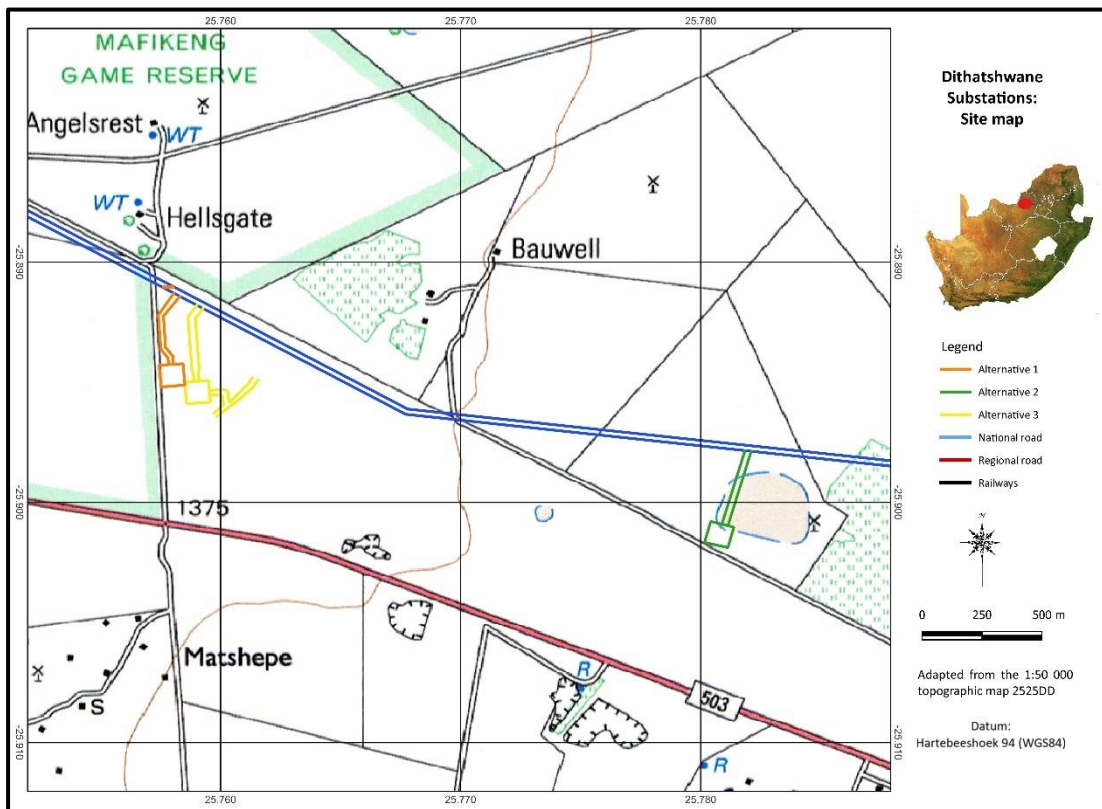 25.760
25.770
25.780
MAFIKENG
GAME RESERVE
Angelsrest
WT
WT
Hellsgate
Bauwell
-25.890
-25.890
1375
-25.900
-25.900
Matshepe
S
R
503
R
-25.910
-25.910
25.760
25.770
25.780
Dithatshwane
Substations:
Site map
Legend
Alternative 1
Alternative 2
Alternative 3
National road
Regional road
Railways
N
0 250 500 m
Adapted from the 1:50 000
topographic map 2525DD
Datum:
Hartebeeshoek 94 (WGS84)